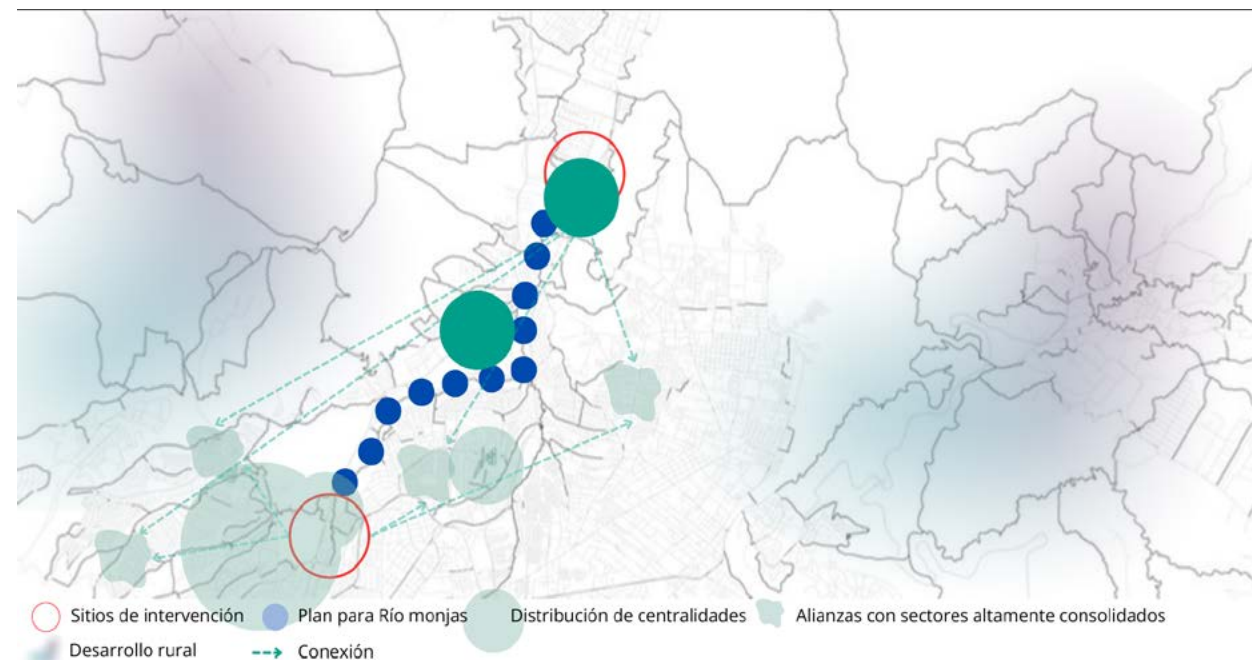 Sitios de intervención Plan para Río monjas Distribución de centralidades Alianzas con sectores altamente consolidados
Desarrollo rural Conexión